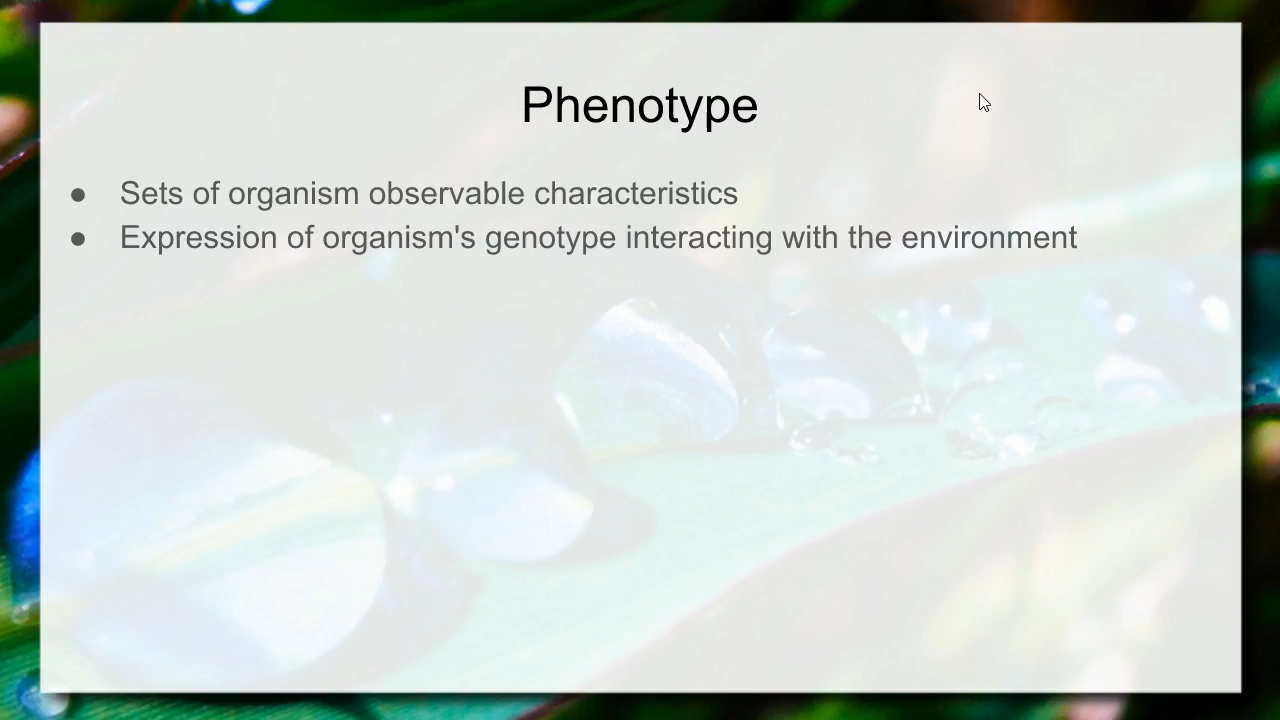 Phenotype
● Sets of organism observable characteristics
● Expression of organism's genotype interacting with the environment